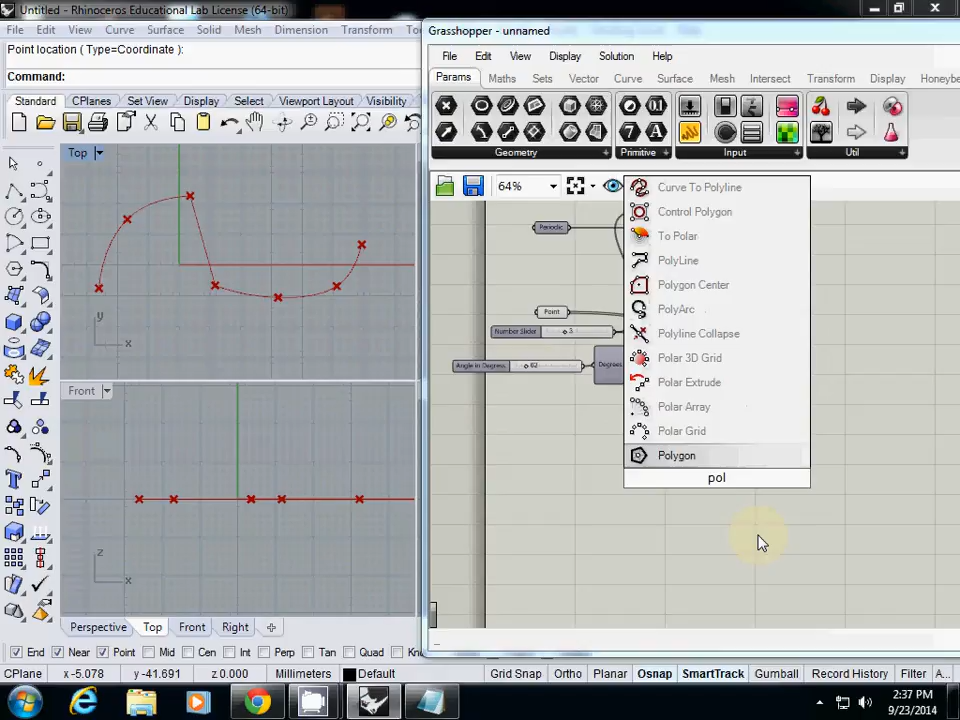 Untitled - Rhinoceros Educational Lab License (64-bit)
File Edit View Curve Surface Solid Mesh Dimension Transform
Point location ( Type=Coordinate ):
Command:
Standard CPlanes Set View Display Select Viewport Layout Visibility
Top
y
x
Front
z
x
Perspective Top Front Right
End Near Point Mid Cen Int Perp Tan Quad
CPlane x -5.078 y -41.691 z 0.000 Millimeters Default Grid Snap Ortho Planar Osnap SmartTrack Gumball Record History Filter A...
Grasshopper - unnamed
File Edit View Display Solution Help
Params Maths Sets Vector Curve Surface Mesh Intersect Transform Display Honeybe
Geometry Primitive Input Util
64%
Periodic
Point
Number Slider 3
Angle in Degrees 62 Degrees
Curve To Polyline
Control Polygon
To Polar
PolyLine
Polygon Center
PolyArc
Polyline Collapse
Polar 3D Grid
Polar Extrude
Polar Array
Polar Grid
Polygon
pol
2:37 PM
9/23/2014